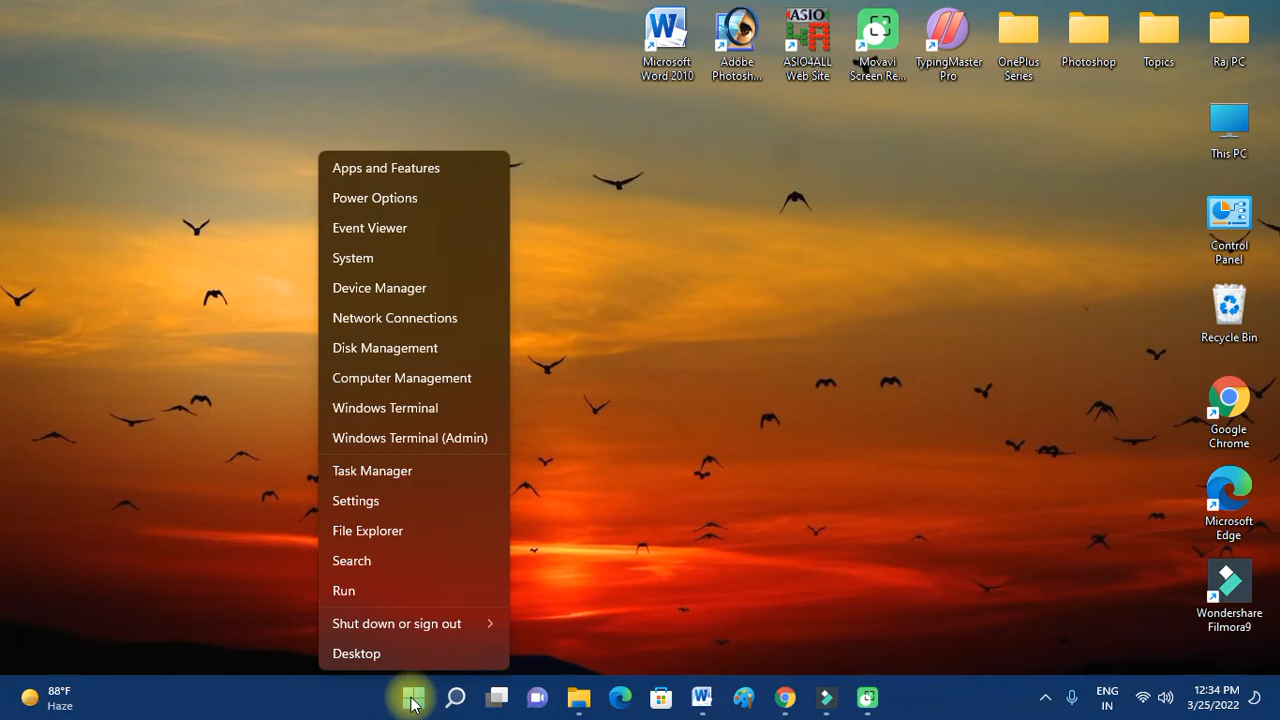 Microsoft
Word 2010
Adobe
Photosh...
ASIO
ASIO4ALL
Web Site
Movavi
Screen Re...
TypingMaster
Pro
OnePlus
Series
Photoshop
Topics
Raj PC
This PC
Control
Panel
Recycle Bin
Google
Chrome
Microsoft
Edge
Wondershare
Filmora9
Apps and Features
Power Options
Event Viewer
System
Device Manager
Network Connections
Disk Management
Computer Management
Windows Terminal
Windows Terminal (Admin)
Task Manager
Settings
File Explorer
Search
Run
Shut down or sign out
Desktop
88°F
Haze
ENG
IN
12:34 PM
3/25/2022